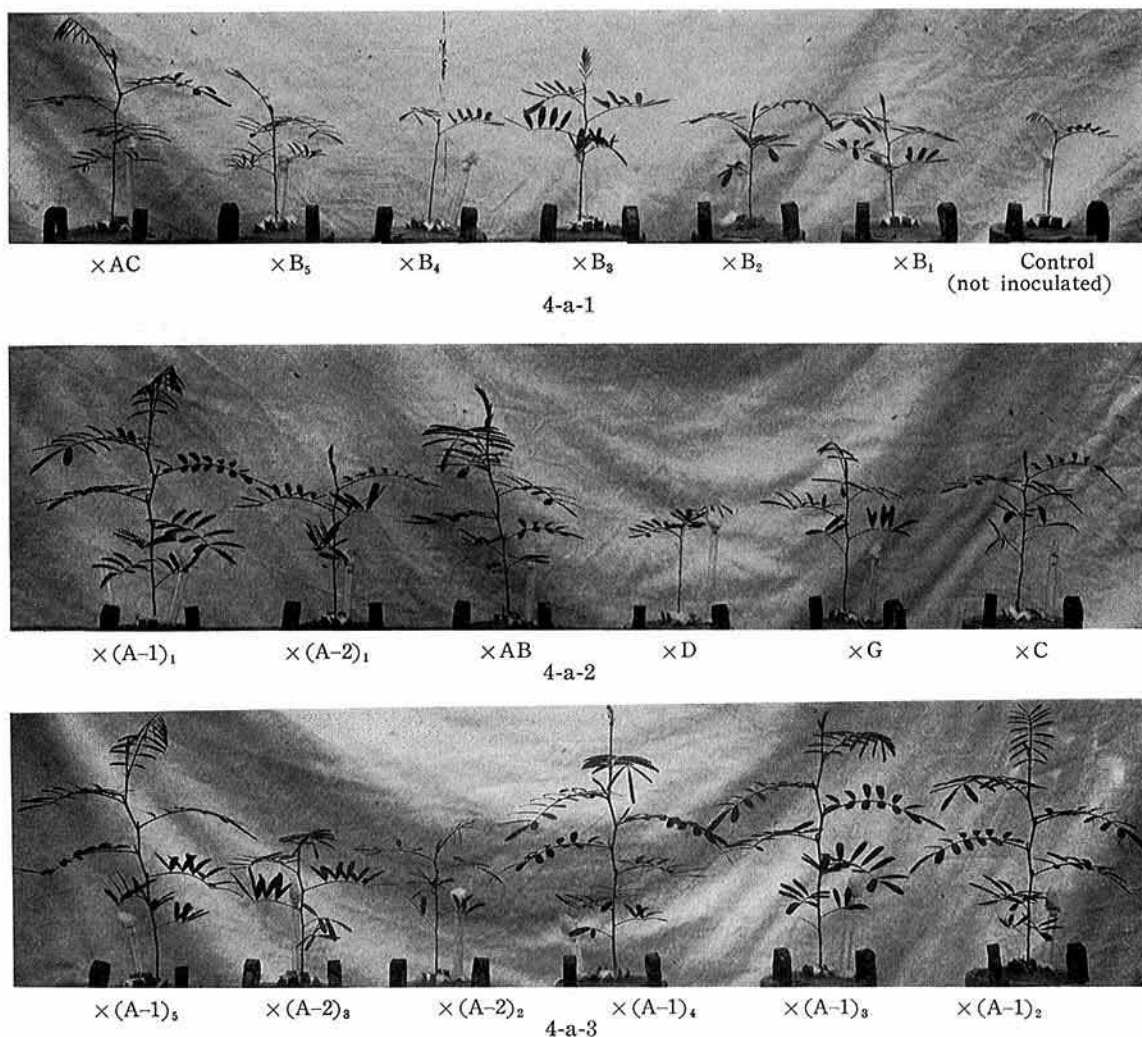 ×AC ×B₅ ×B₄ ×B₃ ×B₂ ×B₁ Control
(not inoculated)
4-a-1
×(A-1)₁ ×(A-2)₁ ×AB ×D ×G ×C
4-a-2
×(A-1)₅ ×(A-2)₃ ×(A-2)₂ ×(A-1)₄ ×(A-1)₃ ×(A-1)₂
4-a-3